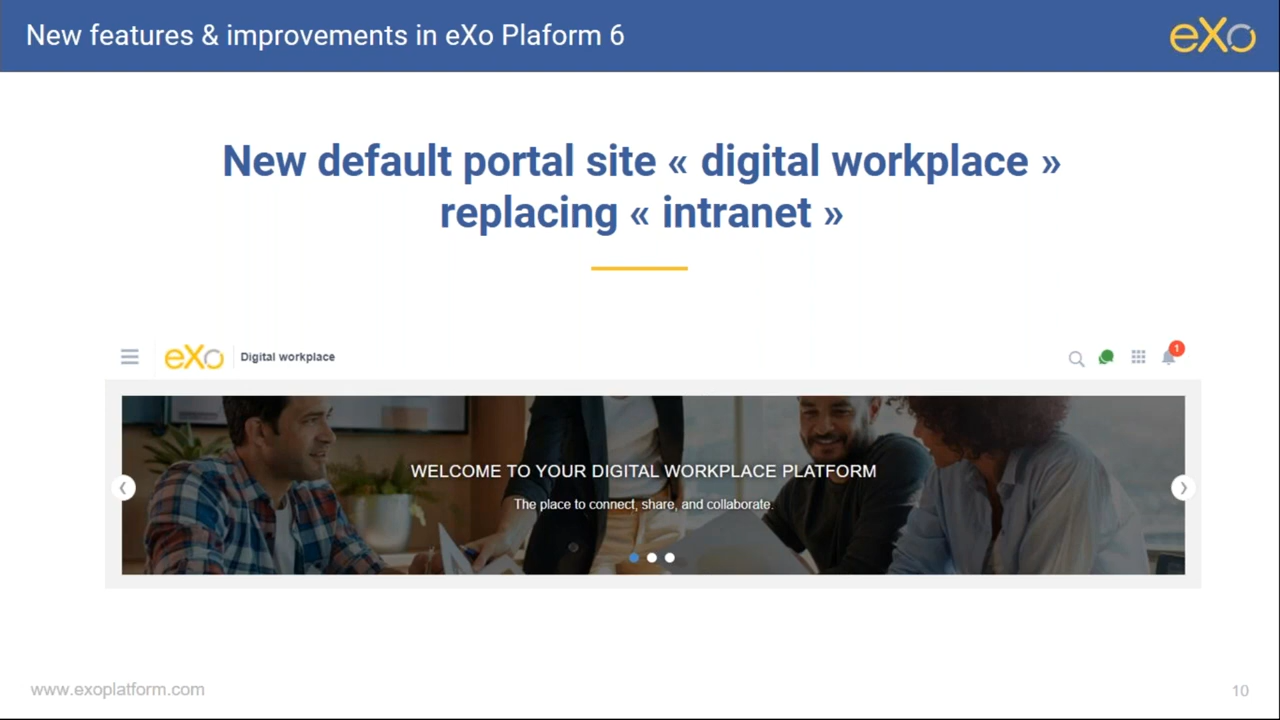 New features & improvements in eXo Plaform 6
eXo
New default portal site « digital workplace »
replacing « intranet »
eXo
Digital workplace
1
WELCOME TO YOUR DIGITAL WORKPLACE PLATFORM
The place to connect, share, and collaborate.
www.exoplatform.com
10